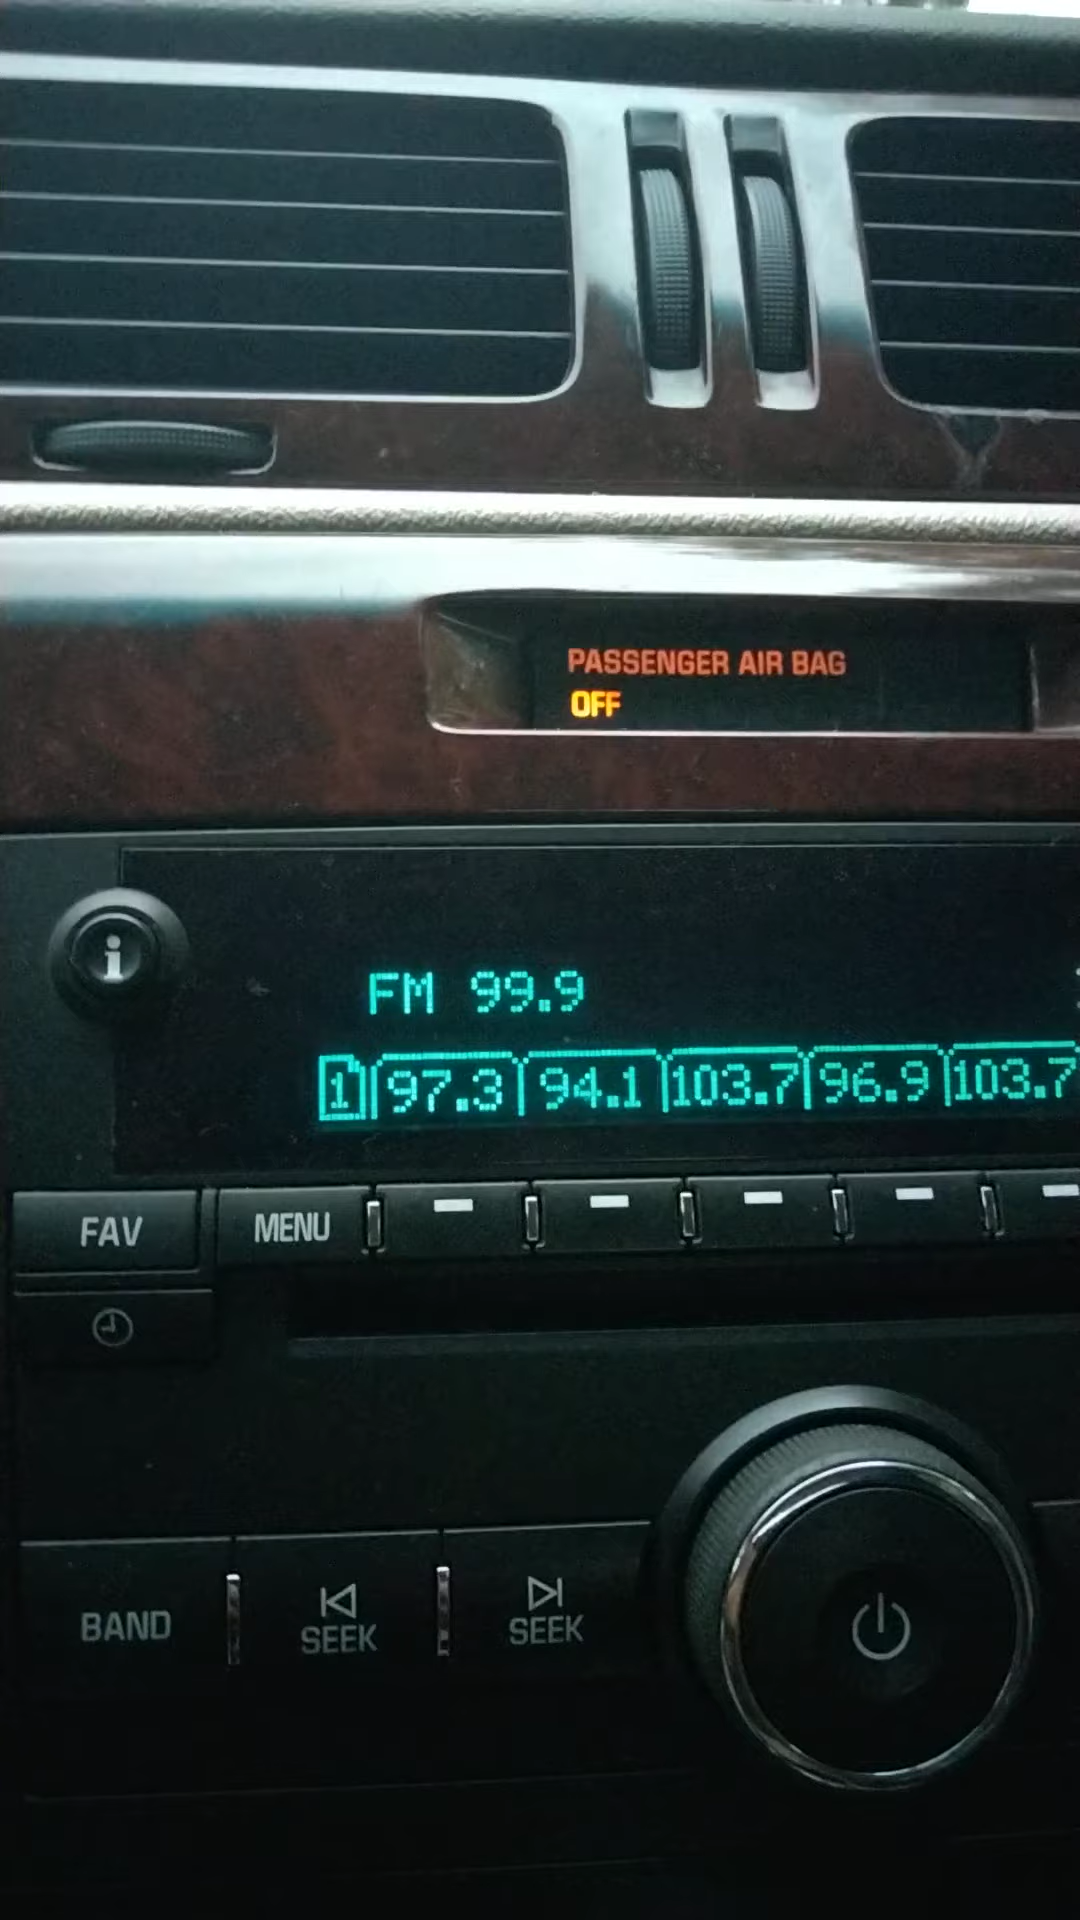 PASSENGER AIR BAG
OFF
i
FM 99.9
1 97.3 94.1 103.7 96.9 103.7
FAV MENU
BAND SEEK SEEK